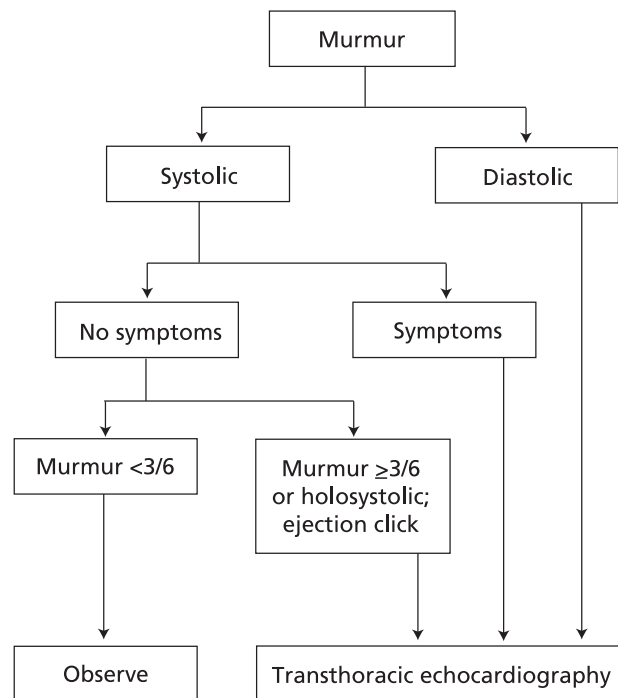 Murmur
Systolic
Diastolic
No symptoms
Symptoms
Murmur <3/6
Murmur ≥3/6
or holosystolic;
ejection click
Observe
Transthoracic echocardiography